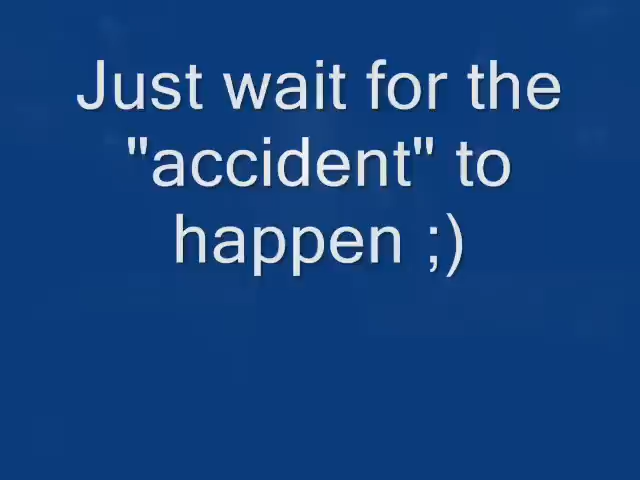 Just wait for the
"accident" to
happen ;)